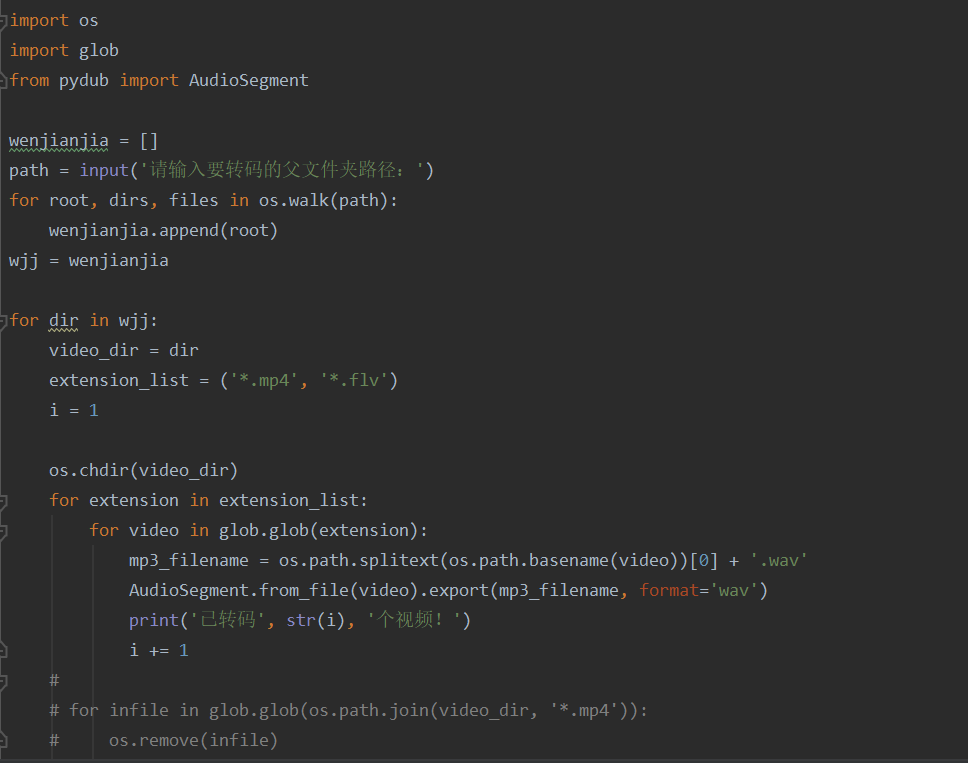 import os
import glob
from pydub import AudioSegment
wenjianjia = []
path = input('请输入要转码的父文件夹路径：')
for root, dirs, files in os.walk(path):
    wenjianjia.append(root)
wjj = wenjianjia
for dir in wjj:
    video_dir = dir
    extension_list = ('*.mp4', '*.flv')
    i = 1
    os.chdir(video_dir)
    for extension in extension_list:
        for video in glob.glob(extension):
            mp3_filename = os.path.splitext(os.path.basename(video))[0] + '.wav'
            AudioSegment.from_file(video).export(mp3_filename, format='wav')
            print('已转码', str(i), '个视频！')
            i += 1
    #
    # for infile in glob.glob(os.path.join(video_dir, '*.mp4')):
    #     os.remove(infile)